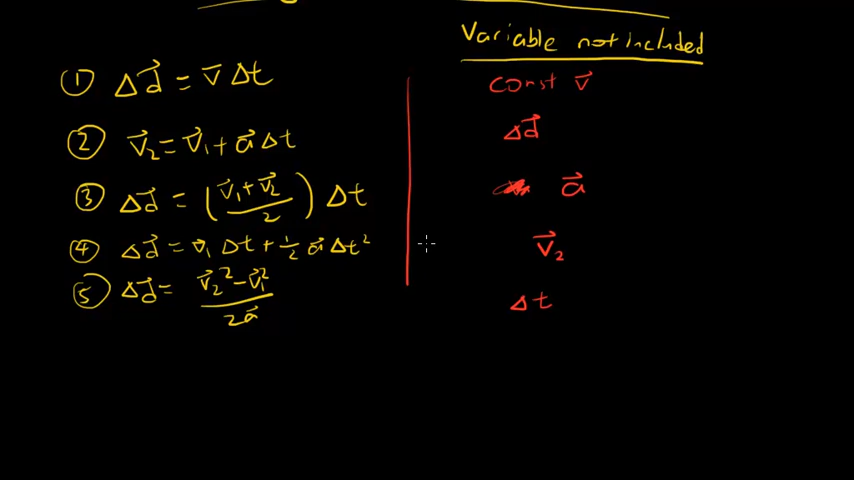 Variable not included
① Δd⃗ = v⃗ Δt const v⃗
② v⃗₂ = v⃗₁ + a⃗ Δt Δd⃗
③ Δd⃗ = (v⃗₁ + v⃗₂ / 2) Δt a⃗
④ Δd⃗ = v⃗₁ Δt + ½ a⃗ Δt² v⃗₂
⑤ Δd⃗ = v⃗₂² − v⃗₁² / 2a⃗ Δt